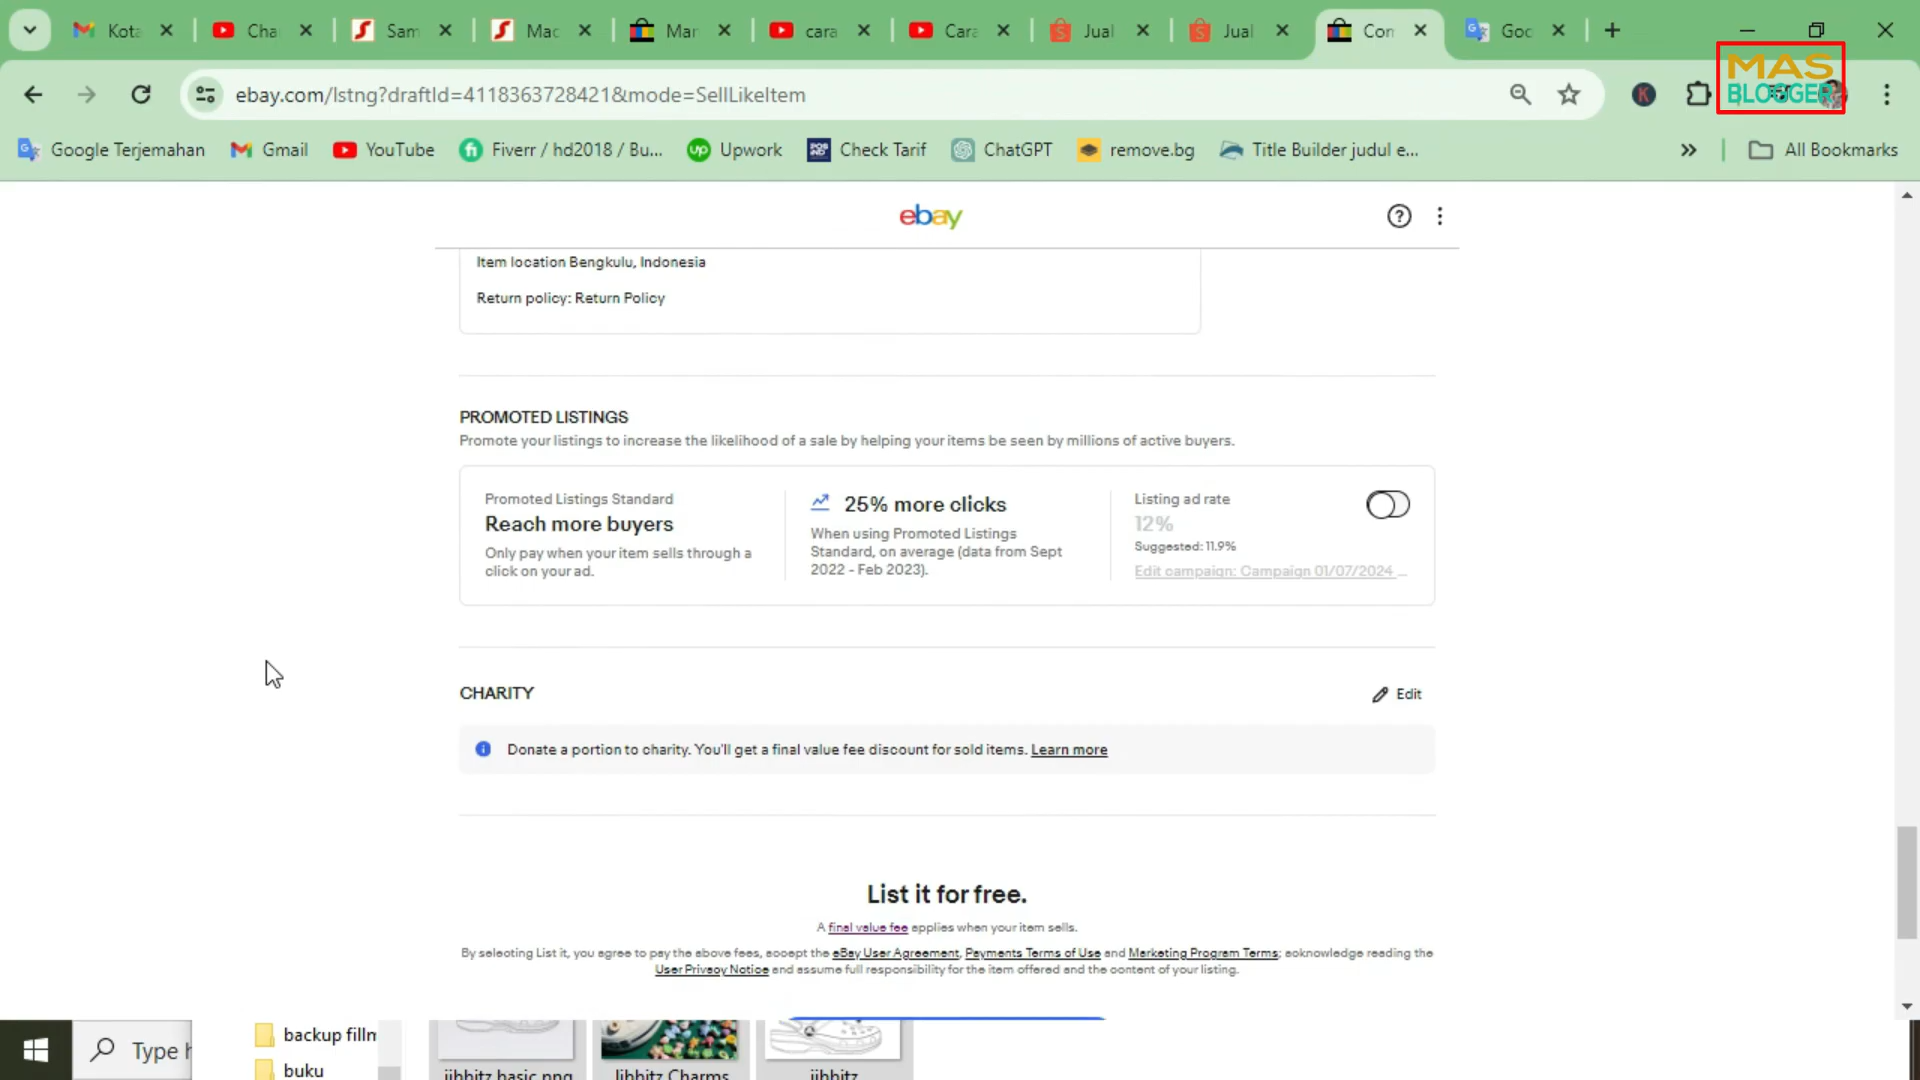 Kota
Cha
Sam
Mac
Mar
cara
Cara
Jual
Jual
Con
Goo
MAS
BLOGGER
ebay.com/lstng?draftId=4118363728421&mode=SellLikeItem
K
Google Terjemahan
Gmail
YouTube
Fiverr / hd2018 / Bu...
Upwork
Check Tarif
ChatGPT
remove.bg
Title Builder judul e...
»
All Bookmarks
ebay
Item location Bengkulu, Indonesia
Return policy: Return Policy
PROMOTED LISTINGS
Promote your listings to increase the likelihood of a sale by helping your items be seen by millions of active buyers.
Promoted Listings Standard
Reach more buyers
Only pay when your item sells through a
click on your ad.
25% more clicks
When using Promoted Listings
Standard, on average (data from Sept
2022 - Feb 2023).
Listing ad rate
12%
Suggested: 11.9%
Edit campaign: Campaign 01/07/2024 ...
CHARITY
Edit
Donate a portion to charity. You'll get a final value fee discount for sold items. Learn more
List it for free.
A final value fee applies when your item sells.
By selecting List it, you agree to pay the above fees, accept the eBay User Agreement, Payments Terms of Use and Marketing Program Terms; acknowledge reading the
User Privacy Notice and assume full responsibility for the item offered and the content of your listing.
Type h
backup fillm
buku
jibbitz basic.png
Jibbitz Charms
jibbitz